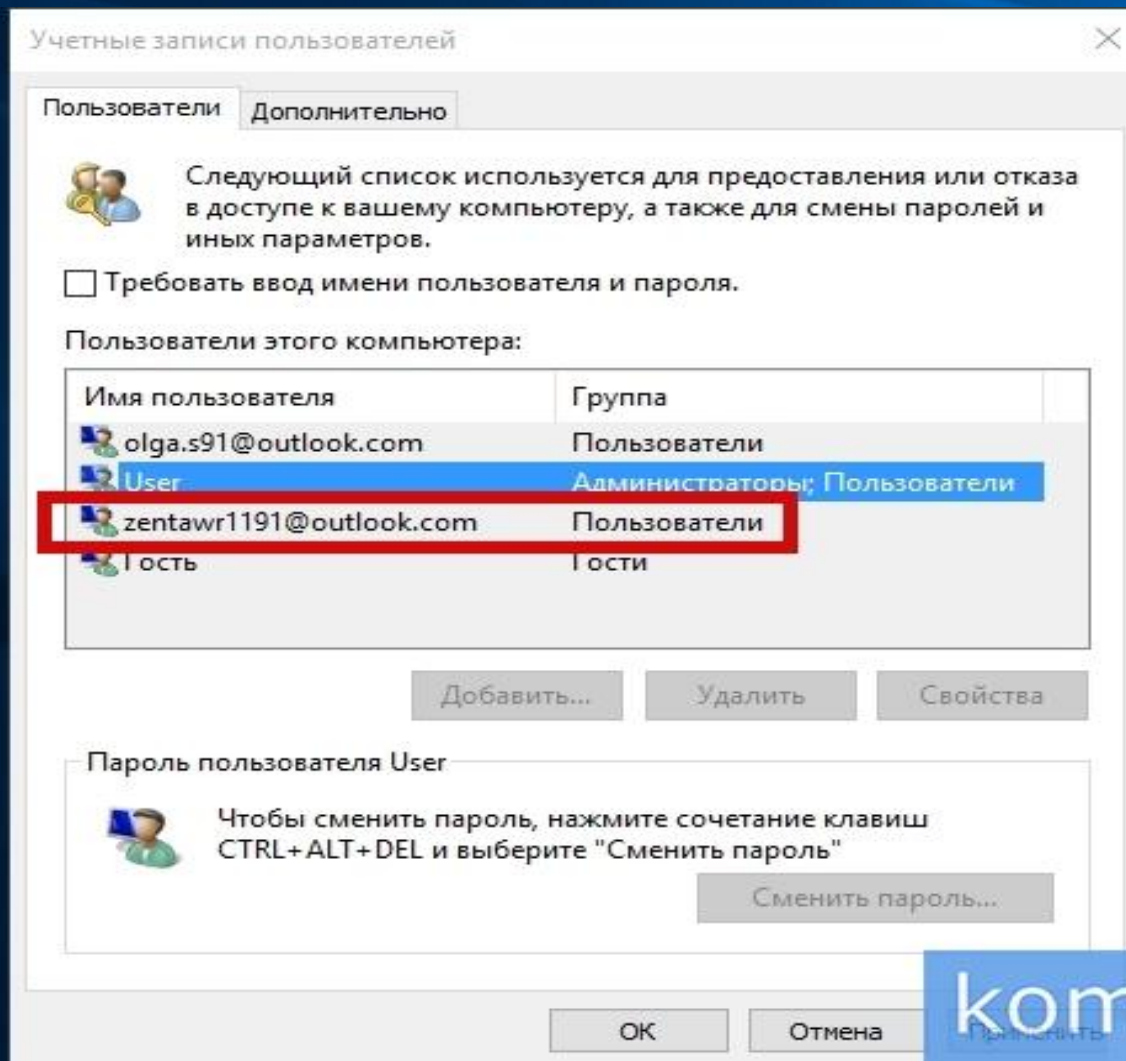 Учетные записи пользователей
Пользователи Дополнительно
Следующий список используется для предоставления или отказа
в доступе к вашему компьютеру, а также для смены паролей и
иных параметров.
Требовать ввод имени пользователя и пароля.
Пользователи этого компьютера:
Имя пользователя Группа
olga.s91@outlook.com Пользователи
User Администраторы; Пользователи
zentawr1191@outlook.com Пользователи
Гость Гости
Добавить... Удалить Свойства
Пароль пользователя User
Чтобы сменить пароль, нажмите сочетание клавиш
CTRL+ALT+DEL и выберите "Сменить пароль"
Сменить пароль...
kom
ОК Отмена Применить